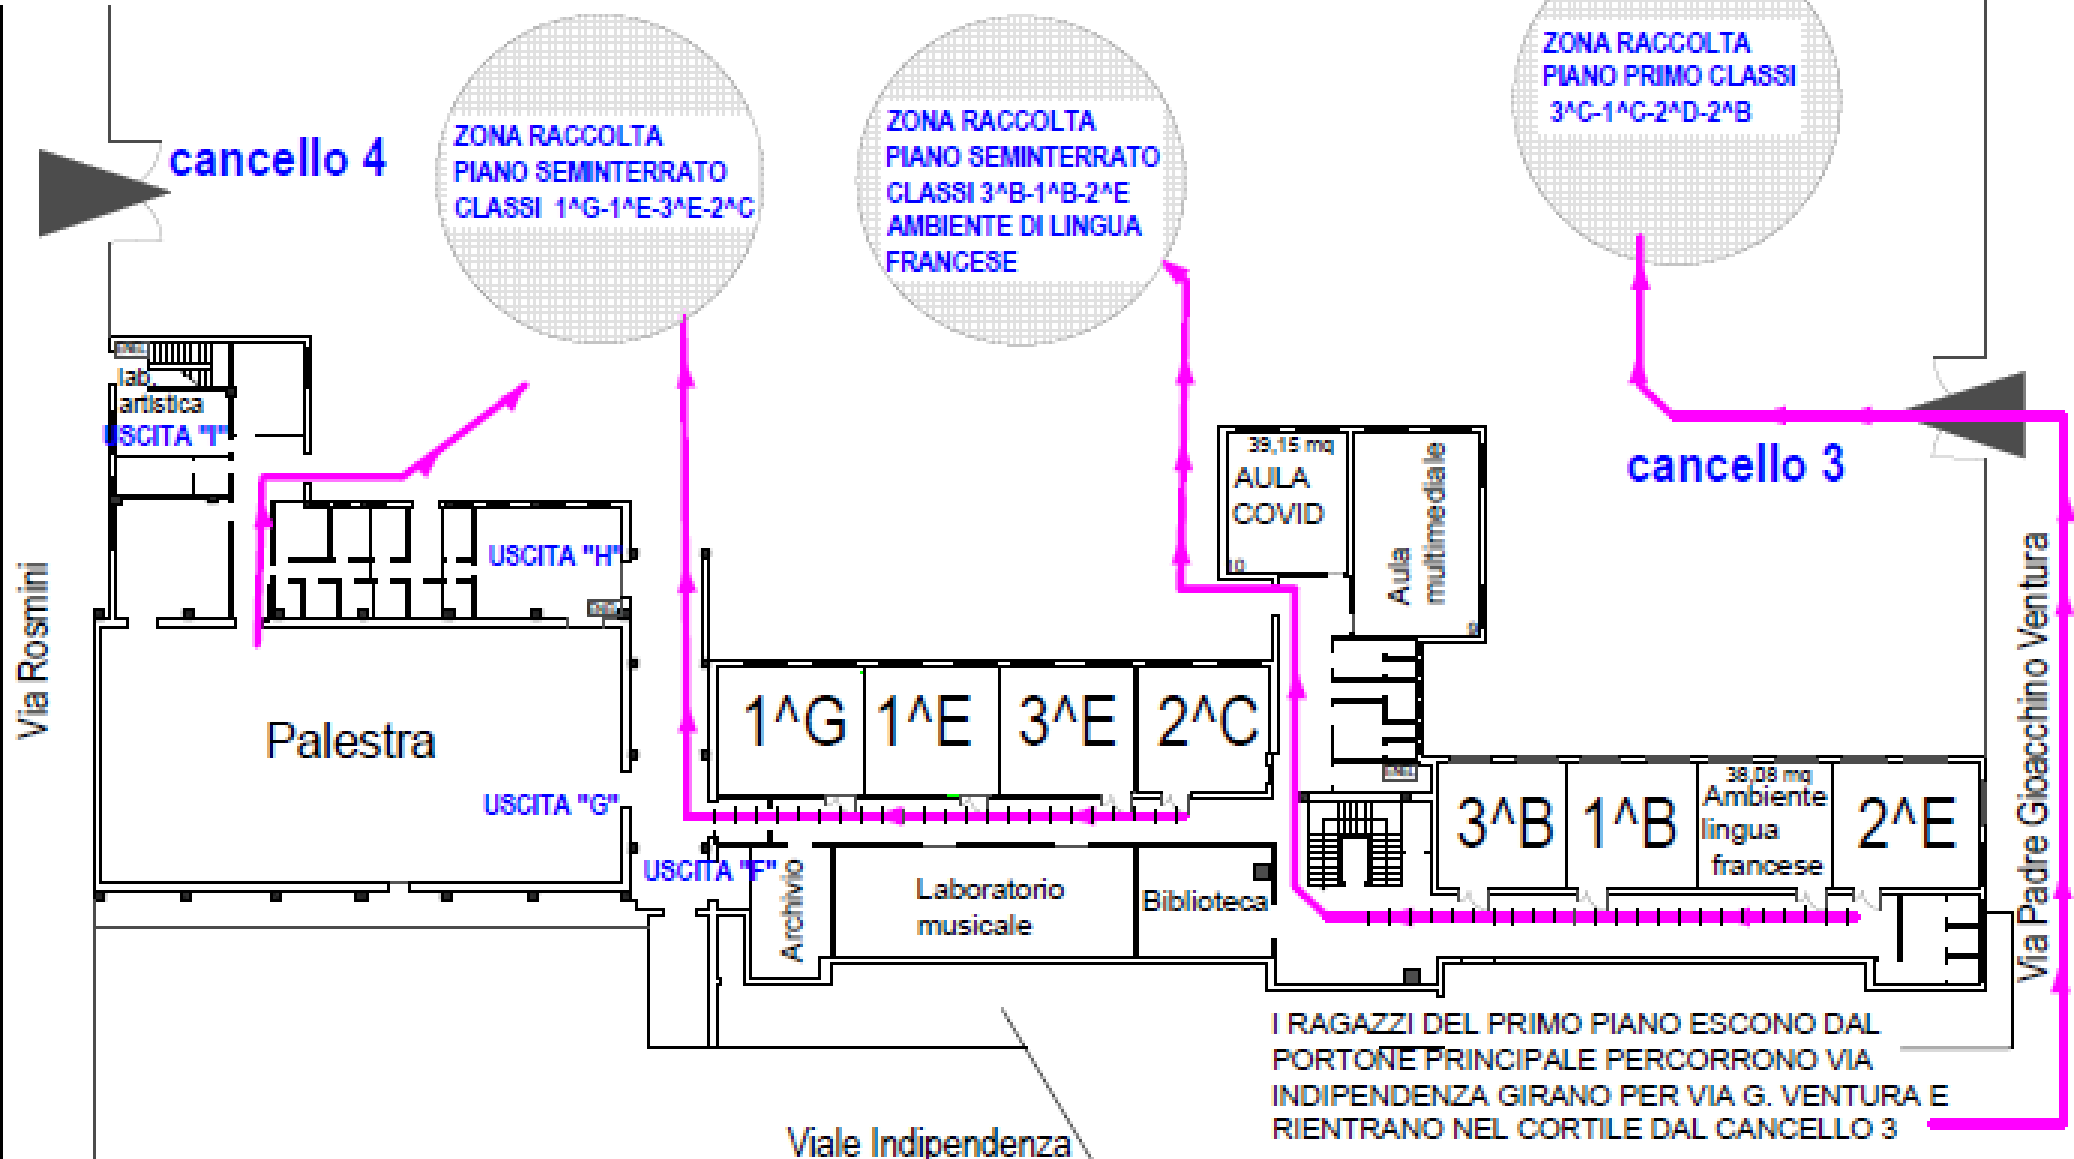 ZONA RACCOLTA
PIANO PRIMO CLASSI
3^C-1^C-2^D-2^B
ZONA RACCOLTA
PIANO SEMINTERRATO
CLASSI 3^B-1^B-2^E
AMBIENTE DI LINGUA
FRANCESE
ZONA RACCOLTA
PIANO SEMINTERRATO
CLASSI 1^G-1^E-3^E-2^C
cancello 4
lab.
artistica
USCITA "I"
39,15 mq
AULA
COVID
10
Aula
multimediale
cancello 3
USCITA "H"
Via Rosmini
Palestra
USCITA "G"
USCITA "F"
1^G
1^E
3^E
2^C
3^B
1^B
38,08 mq
Ambiente
lingua
francese
2^E
Archivio
Laboratorio
musicale
Biblioteca
Via Padre Gioacchino Ventura
I RAGAZZI DEL PRIMO PIANO ESCONO DAL
PORTONE PRINCIPALE PERCORRONO VIA
INDIPENDENZA GIRANO PER VIA G. VENTURA E
RIENTRANO NEL CORTILE DAL CANCELLO 3
Viale Indipendenza